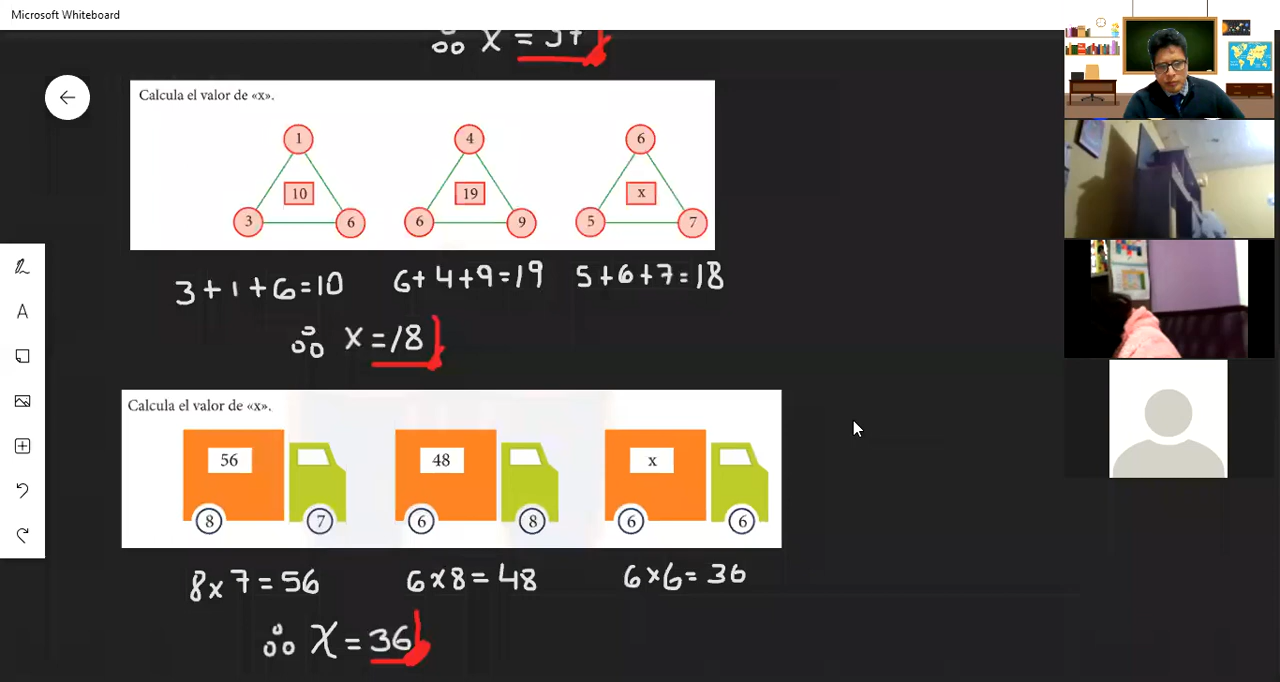 Microsoft Whiteboard
Calcula el valor de «x».
1 4 6
10 19 x
3 6 6 9 5 7
3+1+6=10 6+4+9=19 5+6+7=18
∴ x=18
Calcula el valor de «x».
56 48 x
8 7 6 8 6 6
8x7=56 6x8=48 6x6=36
∴ x=36
A